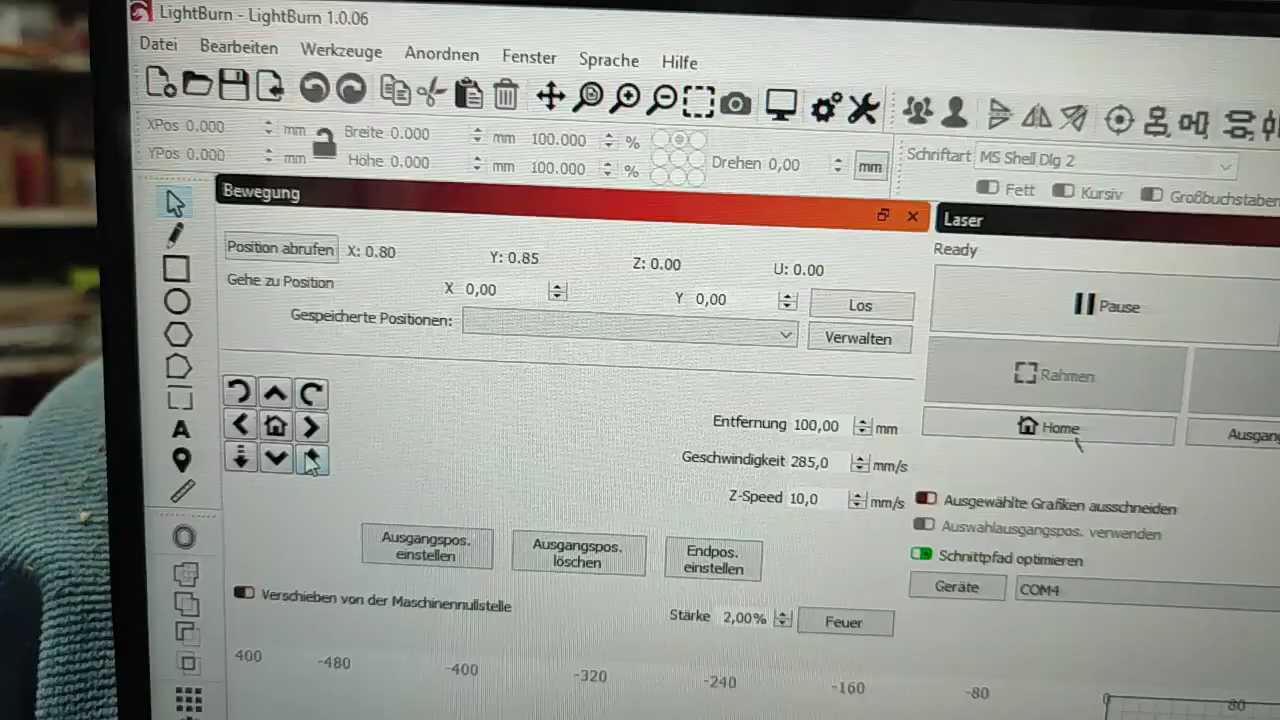 LightBurn - LightBurn 1.0.06
Datei Bearbeiten Werkzeuge Anordnen Fenster Sprache Hilfe
XPos 0.000 mm Breite 0.000 mm 100.000 %
YPos 0.000 mm Höhe 0.000 mm 100.000 % Drehen 0,00 mm
Schriftart MS Shell Dlg 2
Fett Kursiv Großbuchstaben
Bewegung
Laser
Position abrufen X: 0.80 Y: 0.85 Z: 0.00 U: 0.00
Ready
Gehe zu Position X 0,00 Y 0,00 Los
Pause
Gespeicherte Positionen: Verwalten
Rahmen
Entfernung 100,00 mm
Home
Ausgan
Geschwindigkeit 285,0 mm/s
Z-Speed 10,0 mm/s
Ausgewählte Grafiken ausschneiden
Auswahlausgangspos. verwenden
Ausgangspos. einstellen
Ausgangspos. löschen
Endpos. einstellen
Schnittpfad optimieren
Geräte COM4
Verschieben von der Maschinennullstelle
Stärke 2,00% Feuer
400 -480 -400 -320 -240 -160 -80 0 80